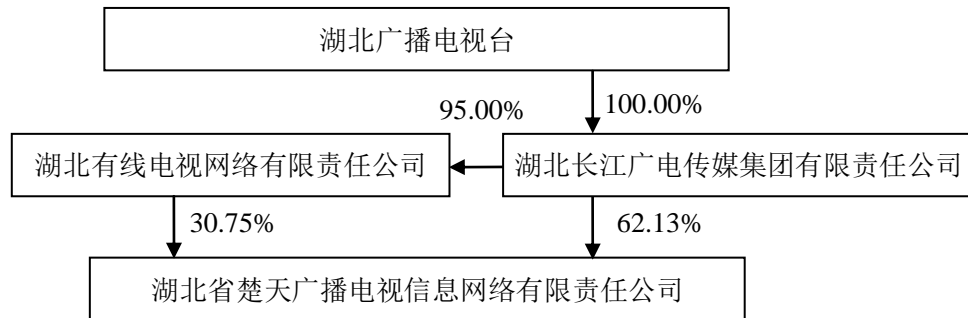 湖北广播电视台
100.00%
95.00%
湖北有线电视网络有限责任公司
湖北长江广电传媒集团有限责任公司
30.75%
62.13%
湖北省楚天广播电视信息网络有限责任公司